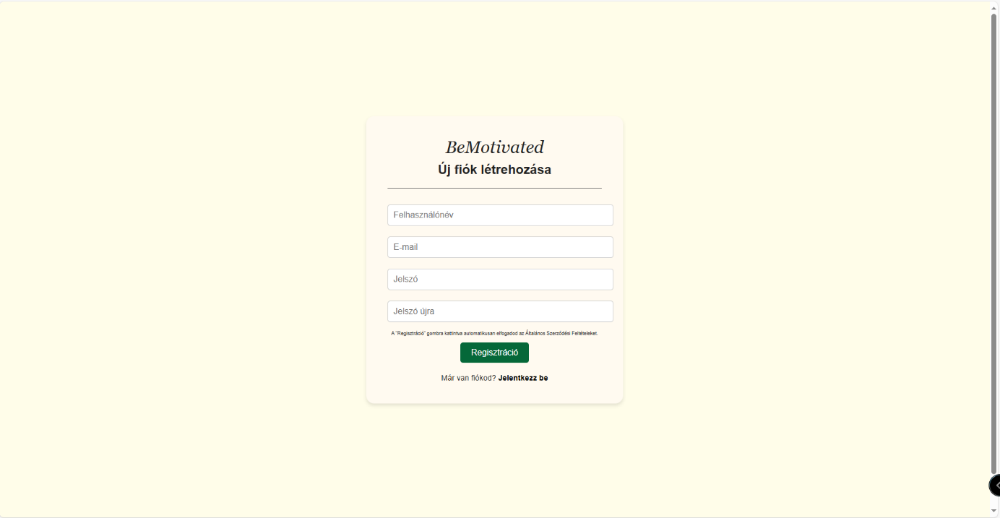 BeMotivated
Új fiók létrehozása
Felhasználónév
E-mail
Jelszó
Jelszó újra
A "Regisztráció" gombra kattintva automatikusan elfogadod az Általános Szerződési Feltételeket.
Regisztráció
Már van fiókod? Jelentkezz be